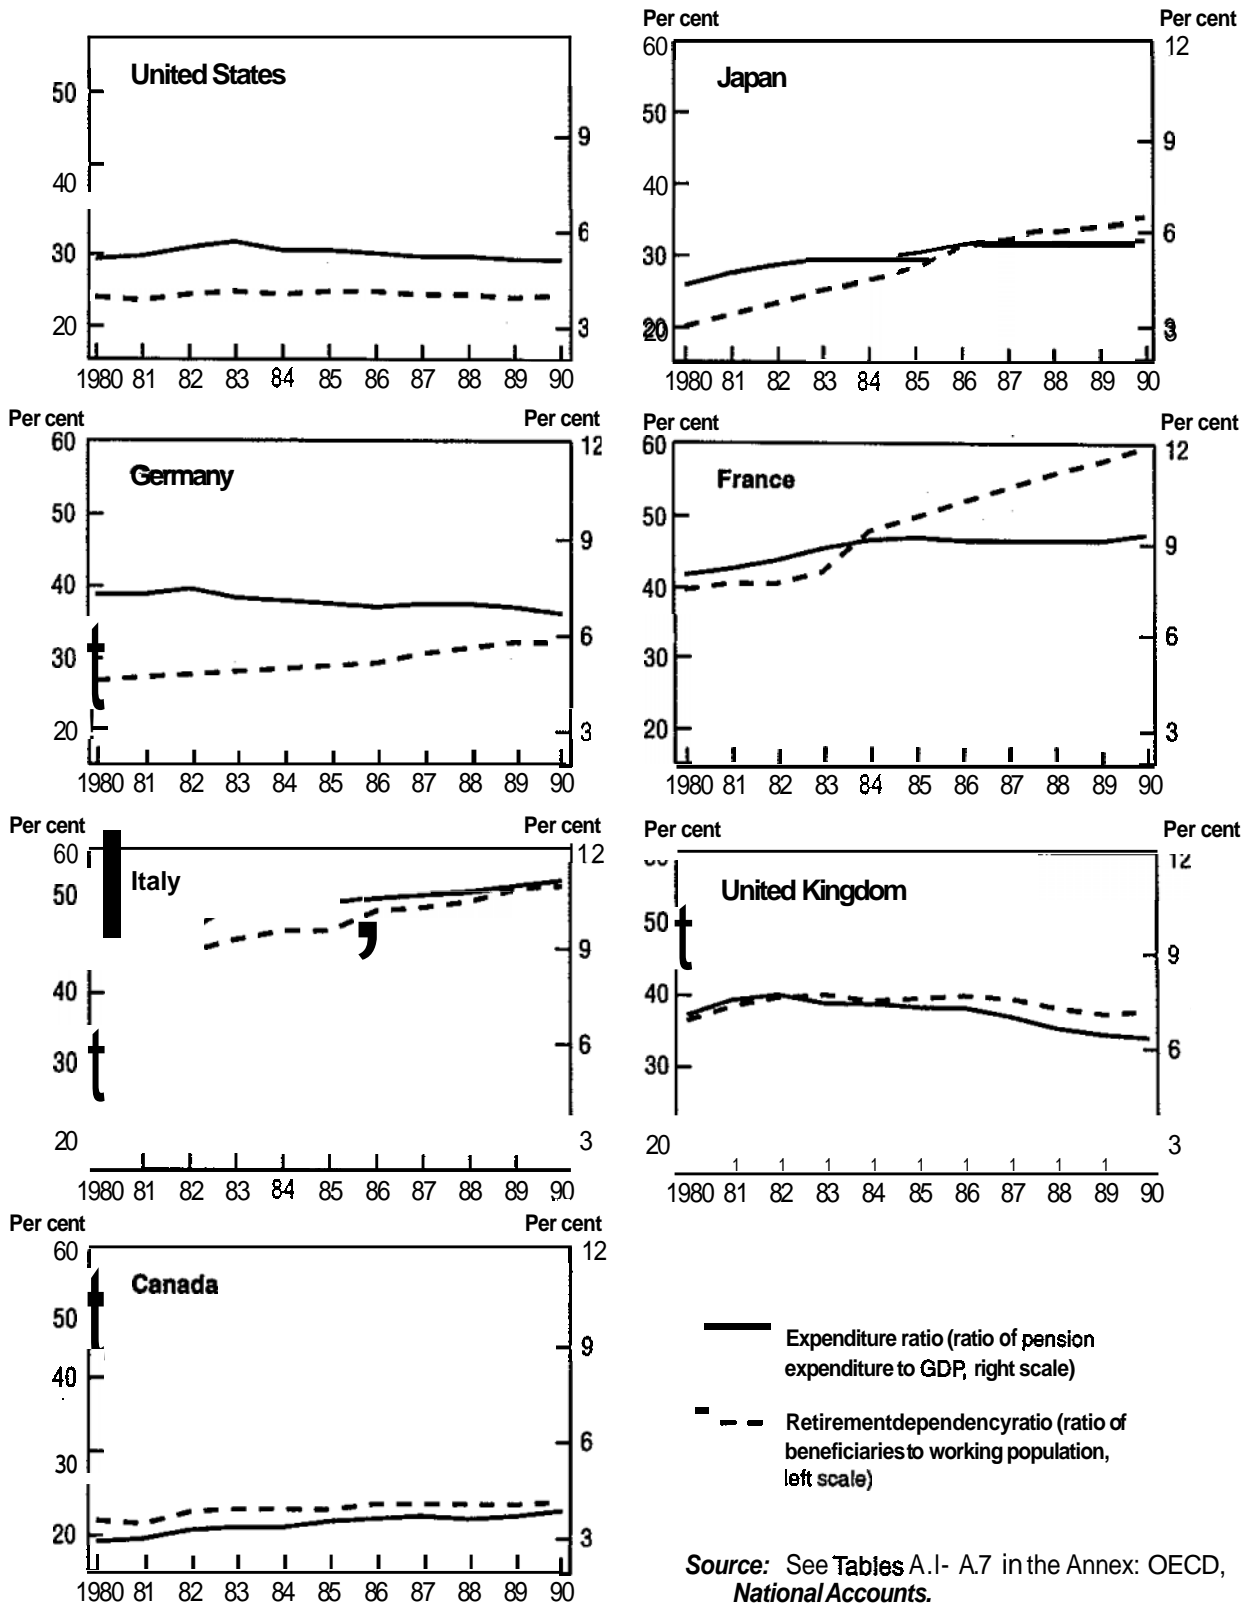 United States
50
40
30
20
9
6
3
1980 81 82 83 84 85 86 87 88 89 90
Per cent Per cent
60
50
40
30
20
12
9
6
3
Japan
1980 81 82 83 84 85 86 87 88 89 90
Per cent Per cent
60
50
40
30
20
12
9
6
3
Germany
1980 81 82 83 84 85 86 87 88 89 90
Per cent Per cent
60
50
40
30
20
12
9
6
3
France
1980 81 82 83 84 85 86 87 88 89 90
Per cent Per cent
60
50
40
30
20
12
9
6
3
Italy
1980 81 82 83 84 85 86 87 88 89 90
Per cent Per cent
50
40
30
20
12
9
6
3
United Kingdom
1980 81 82 83 84 85 86 87 88 89 90
Per cent Per cent
60
50
40
30
20
12
9
6
3
Canada
1980 81 82 83 84 85 86 87 88 89 90
Expenditure ratio (ratio of pension
expenditure to GDP, right scale)
Retirementdependencyratio (ratio of
beneficiaries to working population,
left scale)
Source: See Tables A.I- A.7 in the Annex: OECD,
National Accounts.